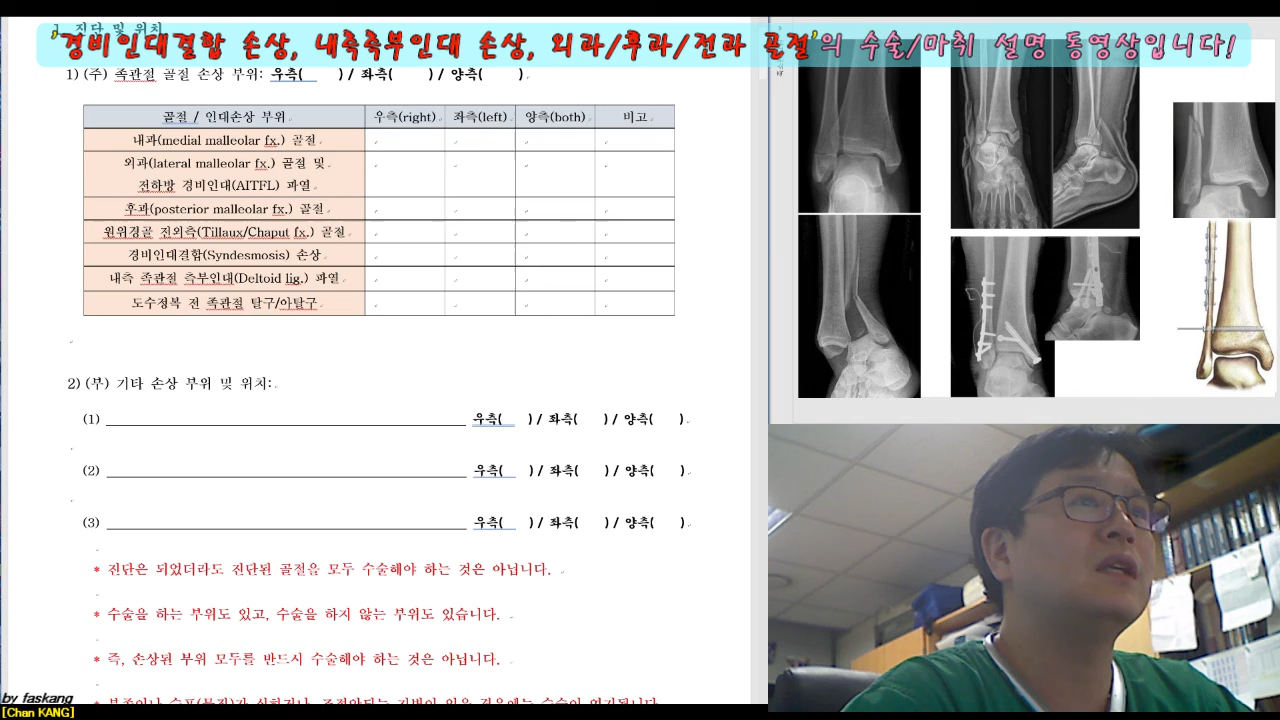 1. 진단 및 위치
'경비인대결합 손상, 내측측부인대 손상, 외과/후과/전과 골절'의 수술/마취 설명 동영상입니다!
1) (주) 족관절 골절 손상 부위: 우측( ) / 좌측( ) / 양측( ).
골절 / 인대손상 부위 우측(right) 좌측(left) 양측(both) 비고
내과(medial malleolar fx.) 골절
외과(lateral malleolar fx.) 골절 및
전하방 경비인대(AITFL) 파열
후과(posterior malleolar fx.) 골절
원위경골 전외측(Tillaux/Chaput fx.) 골절
경비인대결합(Syndesmosis) 손상
내측 족관절 측부인대(Deltoid lig.) 파열
도수정복 전 족관절 탈구/아탈구
2) (부) 기타 손상 부위 및 위치:
(1) 우측( ) / 좌측( ) / 양측( ).
(2) 우측( ) / 좌측( ) / 양측( ).
(3) 우측( ) / 좌측( ) / 양측( ).
* 진단은 되었더라도 진단된 골절을 모두 수술해야 하는 것은 아닙니다.
* 수술을 하는 부위도 있고, 수술을 하지 않는 부위도 있습니다.
* 즉, 손상된 부위 모두를 반드시 수술해야 하는 것은 아닙니다.
by faskang
[Chan KANG]